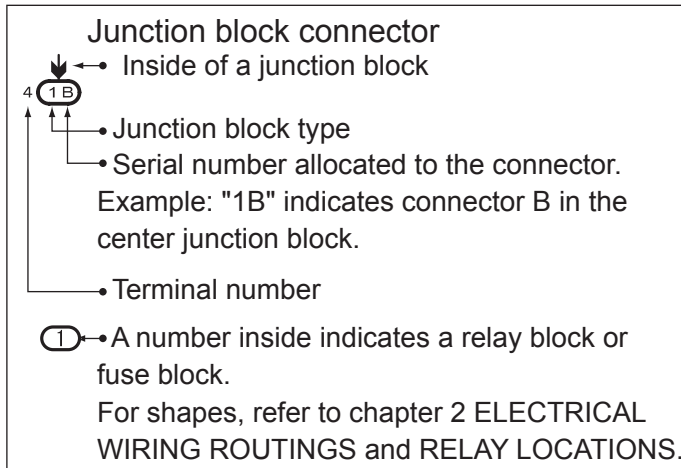 Junction block connector
Inside of a junction block
4 1 B
Junction block type
Serial number allocated to the connector.
Example: "1B" indicates connector B in the
center junction block.
Terminal number
1 A number inside indicates a relay block or
fuse block.
For shapes, refer to chapter 2 ELECTRICAL
WIRING ROUTINGS and RELAY LOCATIONS.